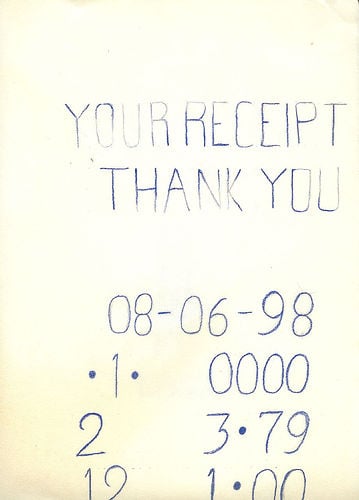 YOUR RECEIPT
THANK YOU
08-06-98
•1• 0000
2 3•79
12 1•00